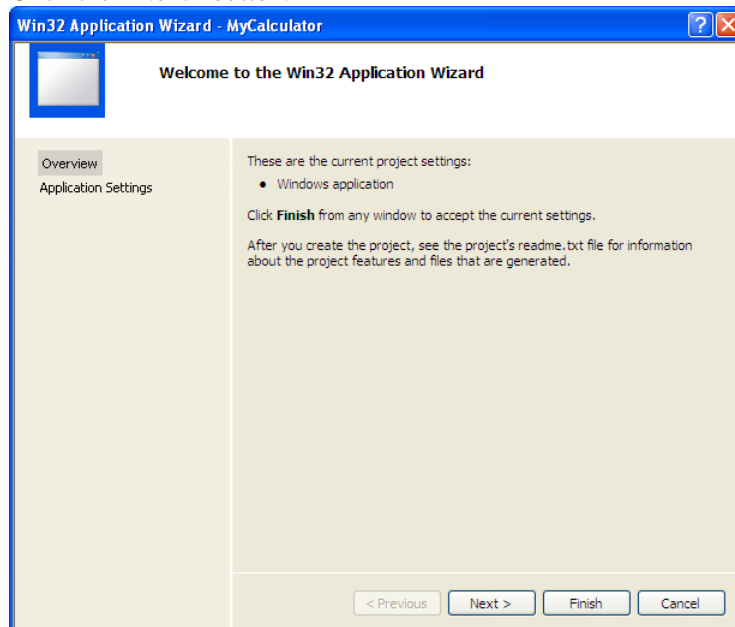 Win32 Application Wizard - MyCalculator
Welcome to the Win32 Application Wizard
Overview
Application Settings
These are the current project settings:
• Windows application
Click Finish from any window to accept the current settings.
After you create the project, see the project's readme.txt file for information
about the project features and files that are generated.
< Previous
Next >
Finish
Cancel